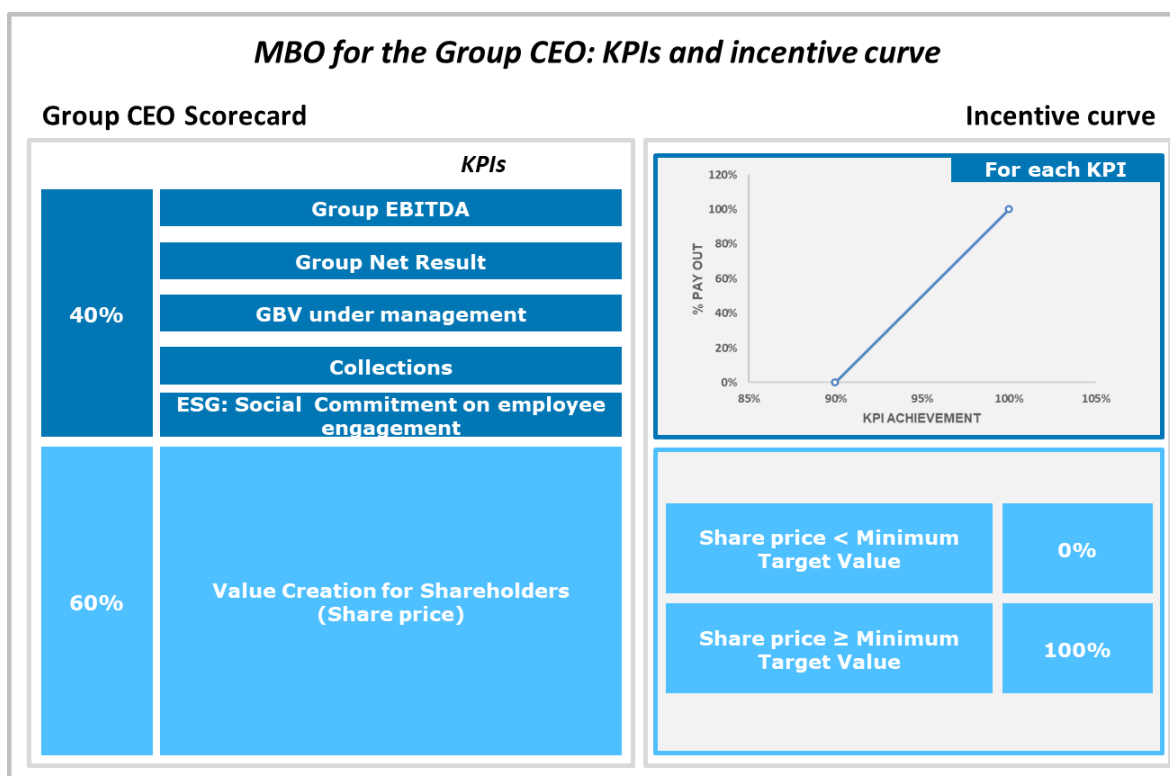 MBO for the Group CEO: KPIs and incentive curve
Group CEO Scorecard
Incentive curve
KPIs
40%
Group EBITDA
Group Net Result
GBV under management
Collections
ESG: Social Commitment on employee
engagement
60%
Value Creation for Shareholders
(Share price)
For each KPI
% PAY OUT
120%
100%
80%
60%
40%
20%
0%
85%
90%
95%
100%
105%
KPI ACHIEVEMENT
Share price < Minimum
Target Value
0%
Share price ≥ Minimum
Target Value
100%